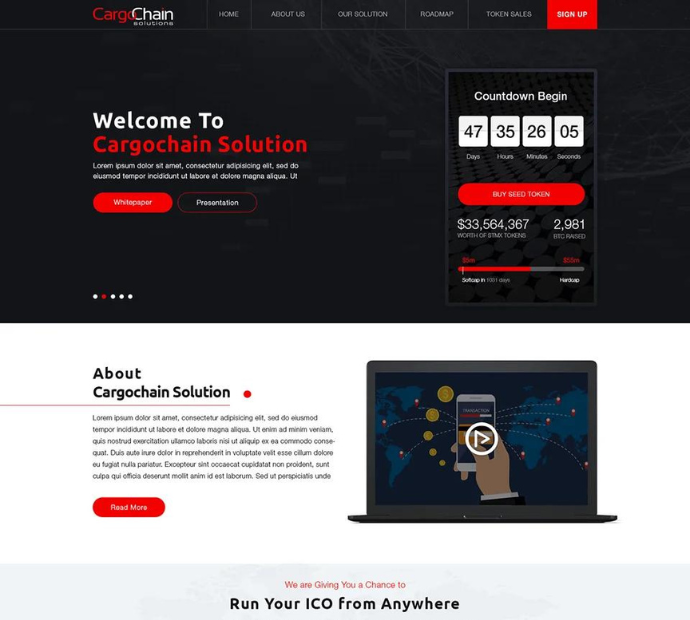 CargoChain
solutions
HOME
ABOUT US
OUR SOLUTION
ROADMAP
TOKEN SALES
SIGN UP
Welcome To
Cargochain Solution
Lorem ipsum dolor sit amet, consectetur adipisicing elit, sed do
eiusmod tempor incididunt ut labore et dolore magna aliqua. Ut
Whitepaper
Presentation
Countdown Begin
47 35 26 05
Days Hours Minutes Seconds
BUY SEED TOKEN
$33,564,367 2,981
WORTH OF $TMX TOKENS BTC RAISED
$5m $55m
Softcap in 1051 days Hardcap
About
Cargochain Solution
Lorem ipsum dolor sit amet, consectetur adipisicing elit, sed do eiusmod
tempor incididunt ut labore et dolore magna aliqua. Ut enim ad minim veniam,
quis nostrud exercitation ullamco laboris nisi ut aliquip ex ea commodo conse-
quat. Duis aute irure dolor in reprehenderit in voluptate velit esse cillum dolore
eu fugiat nulla pariatur. Excepteur sint occaecat cupidatat non proident, sunt
culpa qui officia deserunt mollit anim id est laborum. Sed ut perspiciatis unde
Read More
TRANSACTION
We are Giving You a Chance to
Run Your ICO from Anywhere